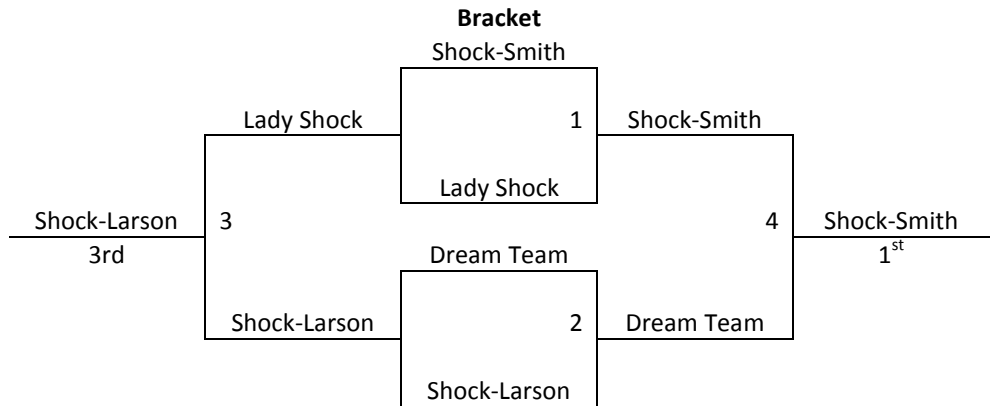 Bracket
Shock-Smith
Lady Shock 1 Shock-Smith
Lady Shock
Shock-Larson 3 4 Shock-Smith
3rd 1st
Dream Team
Shock-Larson 2 Dream Team
Shock-Larson